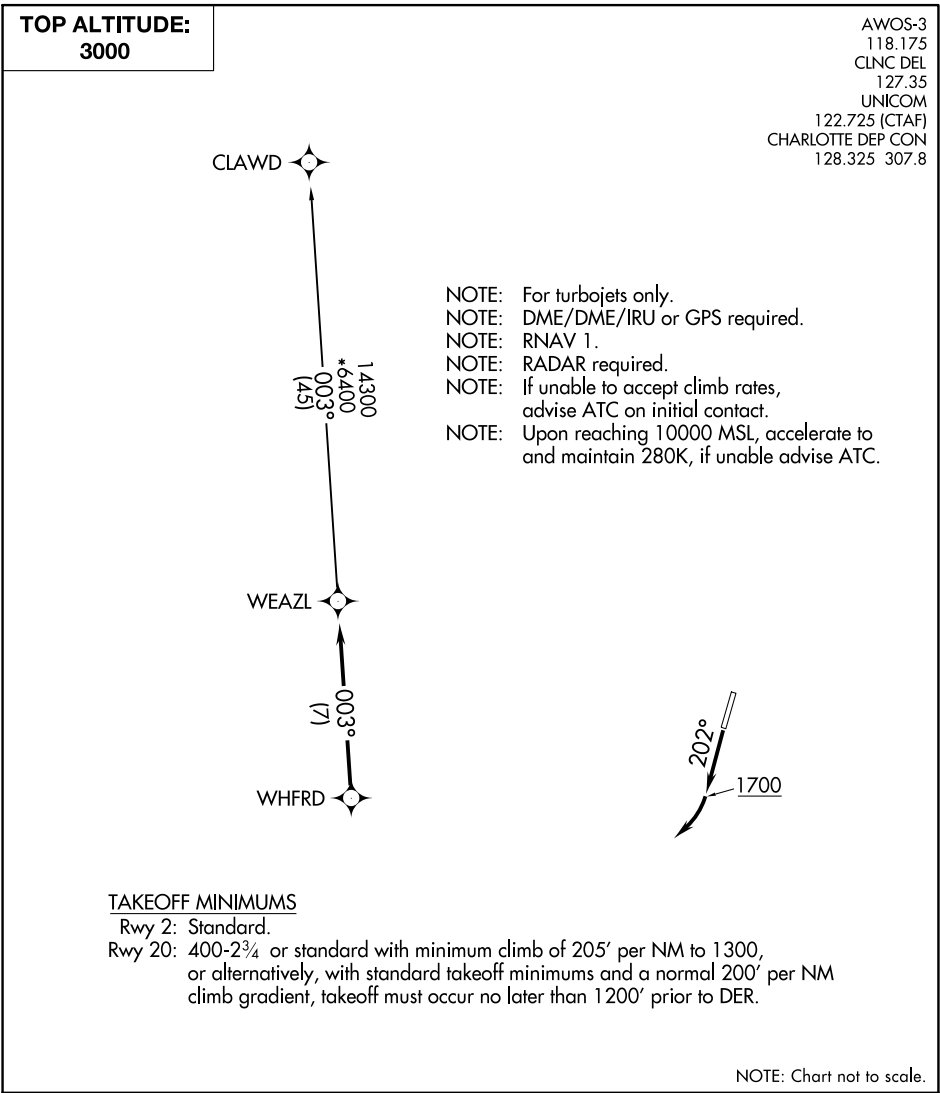 TOP ALTITUDE:
3000
AWOS-3
118.175
CLNC DEL
127.35
UNICOM
122.725 (CTAF)
CHARLOTTE DEP CON
128.325 307.8
CLAWD
NOTE: For turbojets only.
NOTE: DME/DME/IRU or GPS required.
NOTE: RNAV 1.
NOTE: RADAR required.
NOTE: If unable to accept climb rates,
advise ATC on initial contact.
NOTE: Upon reaching 10000 MSL, accelerate to
and maintain 280K, if unable advise ATC.
14300
*6400
003°
(45)
WEAZL
003°
(7)
WHFRD
202°
1700
TAKEOFF MINIMUMS
Rwy 2: Standard.
Rwy 20: 400-2¾ or standard with minimum climb of 205' per NM to 1300,
or alternatively, with standard takeoff minimums and a normal 200' per NM
climb gradient, takeoff must occur no later than 1200' prior to DER.
NOTE: Chart not to scale.